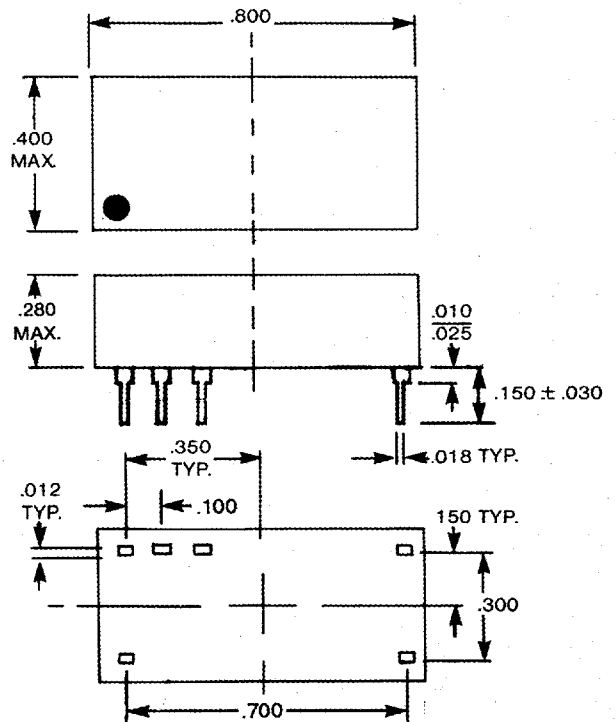 .800
.400
MAX.
.280
MAX.
.010
.025
.150 ± .030
.350
TYP.
.018 TYP.
.012
TYP.
.100
150 TYP.
.300
.700